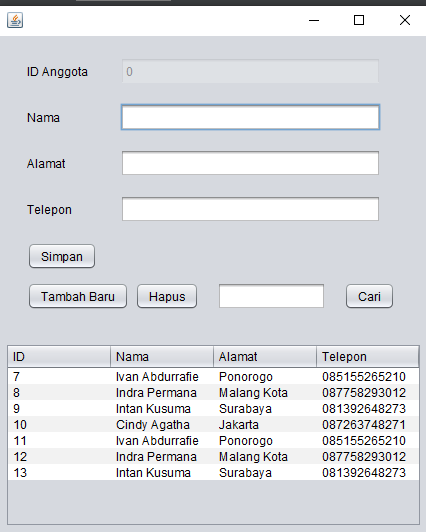 ID Anggota 0
Nama
Alamat
Telepon
Simpan
Tambah Baru Hapus Cari
ID Nama Alamat Telepon
7 Ivan Abdurrafie Ponorogo 085155265210
8 Indra Permana Malang Kota 087758293012
9 Intan Kusuma Surabaya 081392648273
10 Cindy Agatha Jakarta 087263748271
11 Ivan Abdurrafie Ponorogo 085155265210
12 Indra Permana Malang Kota 087758293012
13 Intan Kusuma Surabaya 081392648273